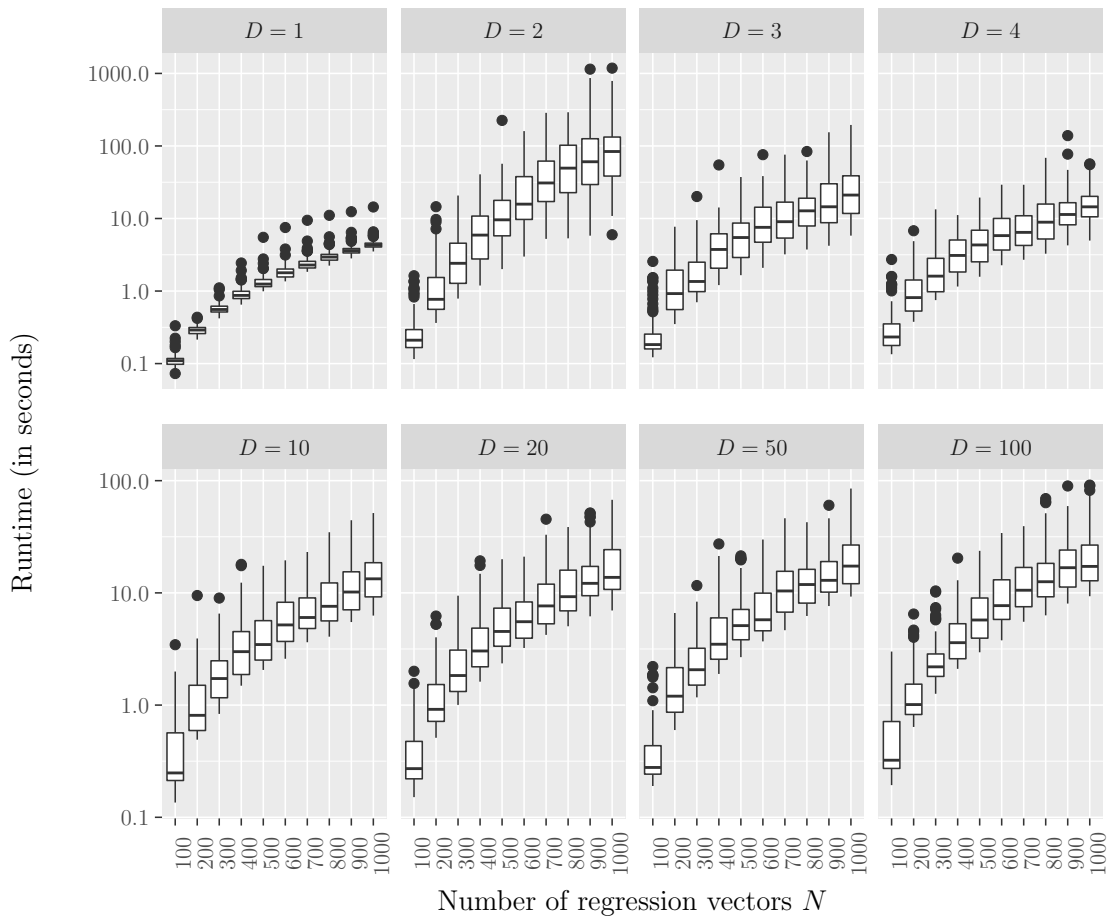 D = 1
D = 2
D = 3
D = 4
1000.0
100.0
10.0
1.0
0.1
Runtime (in seconds)
D = 10
D = 20
D = 50
D = 100
100.0
10.0
1.0
0.1
100 200 300 400 500 600 700 800 900 1000
100 200 300 400 500 600 700 800 9000 1000
100 200 300 400 500 600 700 800 900 1000
100 200 300 400 500 600 700 800 900 1000
Number of regression vectors N